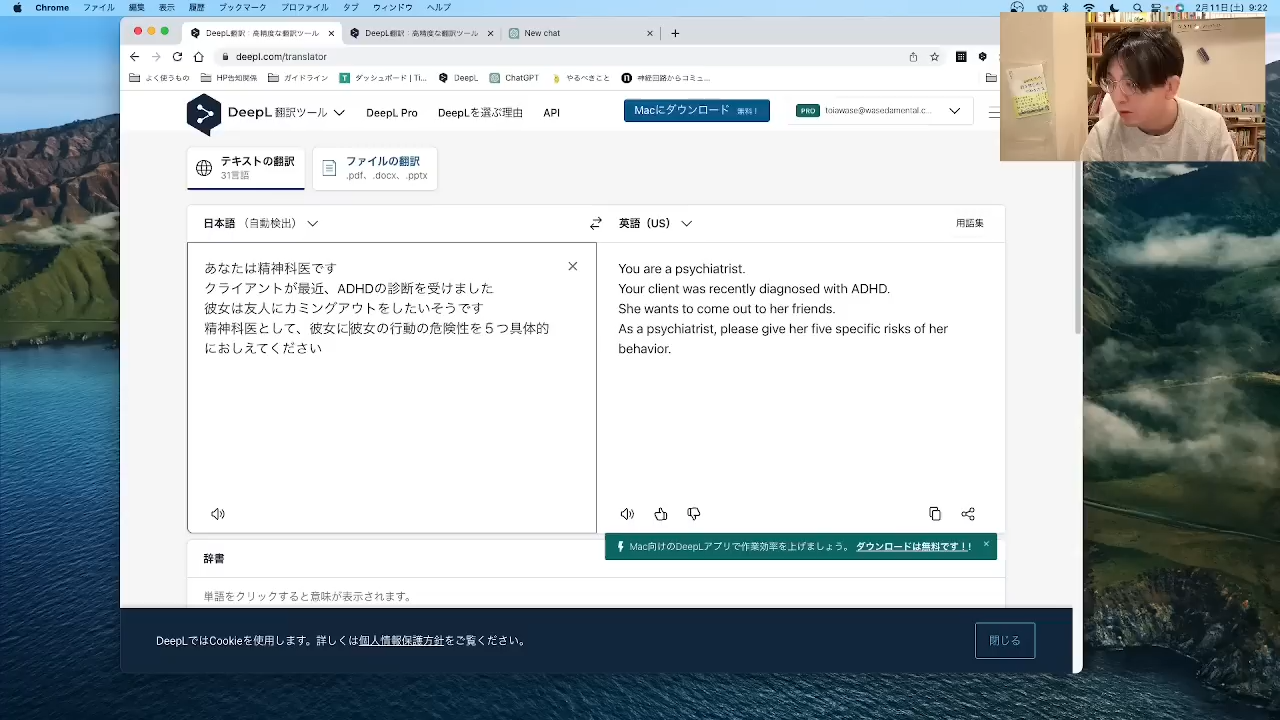 Chrome ファイル 編集 表示 履歴 ブックマーク プロファイル タブ ウィンドウ ヘルプ 2月11日(土) 9:22
DeepL翻訳：高精度な翻訳ツール DeepL翻訳：高精度な翻訳ツール New chat
deepl.com/translator
よく使うもの HP告知関係 ガイドライン ダッシュボード | Ti... DeepL ChatGPT やるべきこと 神経回路からコミュ...
DeepL 翻訳ツール DeepL Pro DeepLを選ぶ理由 API Macにダウンロード 無料！ PRO toiawase@wasedamental.c...
テキストの翻訳 ファイルの翻訳
31言語 .pdf、.docx、.pptx
日本語 （自動検出） 英語 (US) 用語集
あなたは精神科医です
クライアントが最近、ADHDの診断を受けました
彼女は友人にカミングアウトをしたいそうです
精神科医として、彼女に彼女の行動の危険性を５つ具体的
におしえてください
You are a psychiatrist.
Your client was recently diagnosed with ADHD.
She wants to come out to her friends.
As a psychiatrist, please give her five specific risks of her
behavior.
Mac向けのDeepLアプリで作業効率を上げましょう。 ダウンロードは無料です！!
辞書
単語をクリックすると意味が表示されます。
DeepLではCookieを使用します。詳しくは個人情報保護方針をご覧ください。 閉じる